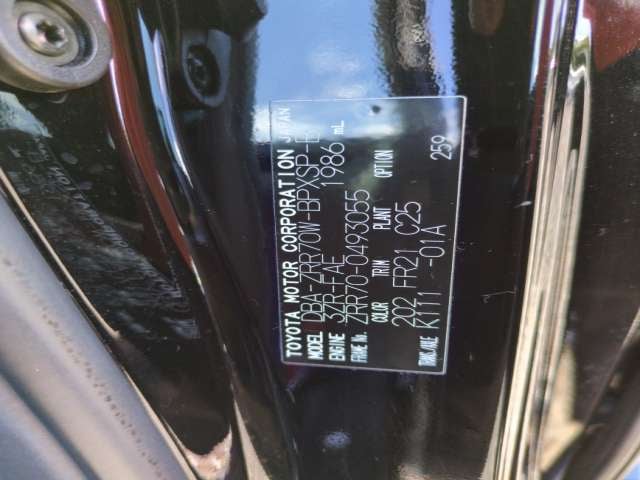 TOYOTA MOTOR CORPORATION JAPAN
MODEL DBA-ZRR70W-BPXSP-E
ENGINE 3ZR-FAE 1986 mL
FRAME No. ZRR70-0493055
COLOR TRIM PLANT OPTION
202 FR21 C25 259
TRANS/AXLE K111 -01A